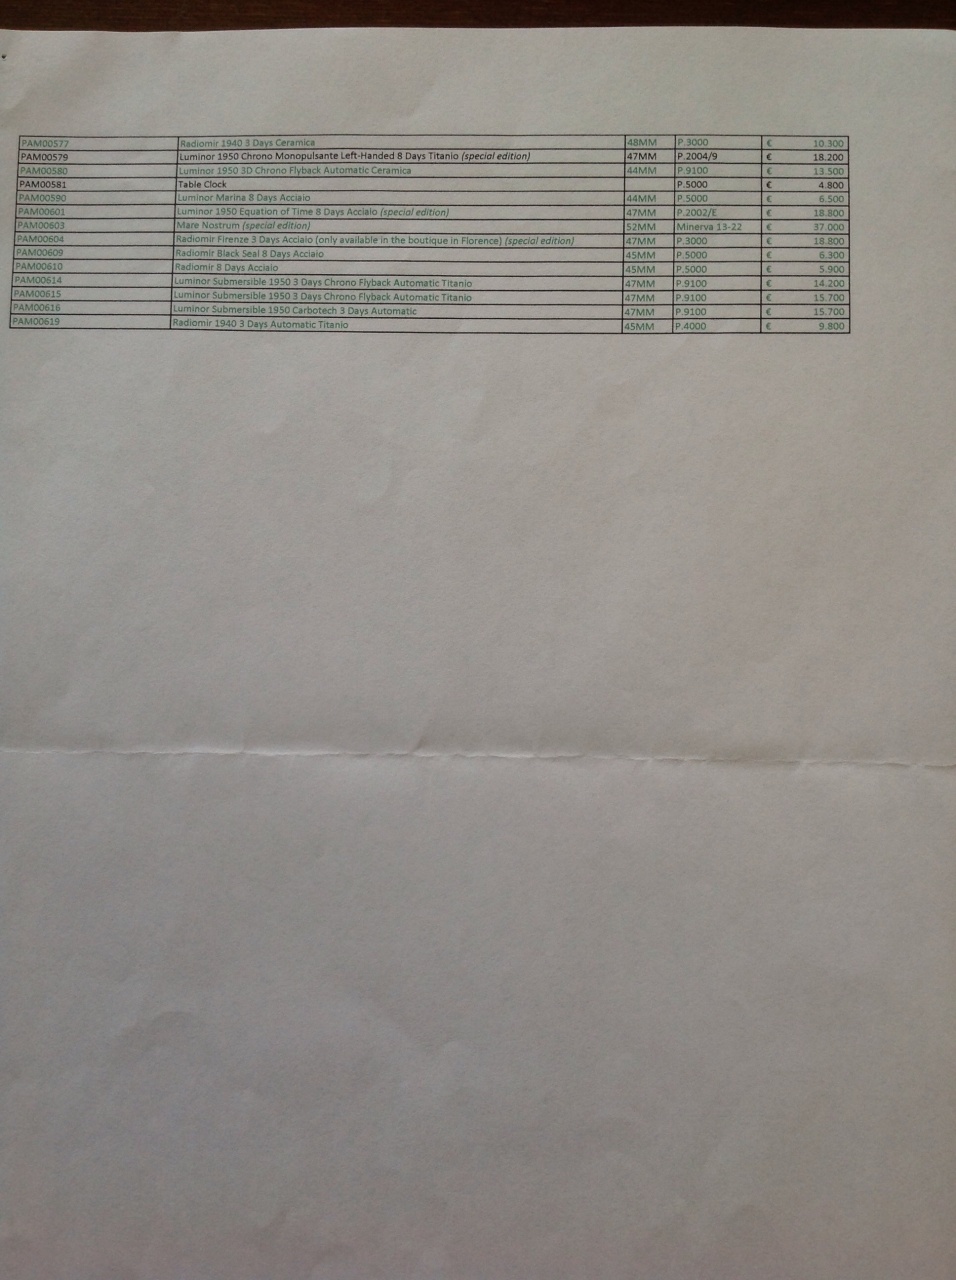 PAM00577 Radiomir 1940 3 Days Ceramica 48MM P.3000 € 10.300
PAM00579 Luminor 1950 Chrono Monopulsante Left-Handed 8 Days Titanio (special edition) 47MM P.2004/9 € 18.200
PAM00580 Luminor 1950 3D Chrono Flyback Automatic Ceramica 44MM P.9100 € 13.500
PAM00581 Table Clock P.5000 € 4.800
PAM00590 Luminor Marina 8 Days Acciaio 44MM P.5000 € 6.500
PAM00601 Luminor 1950 Equation of Time 8 Days Acciaio (special edition) 47MM P.2002/E € 18.800
PAM00603 Mare Nostrum (special edition) 52MM Minerva 13-22 € 37.000
PAM00604 Radiomir Firenze 3 Days Acciaio (only available in the boutique in Florence) (special edition) 47MM P.3000 € 18.800
PAM00609 Radiomir Black Seal 8 Days Acciaio 45MM P.5000 € 6.300
PAM00610 Radiomir 8 Days Acciaio 45MM P.5000 € 5.900
PAM00614 Luminor Submersible 1950 3 Days Chrono Flyback Automatic Titanio 47MM P.9100 € 14.200
PAM00615 Luminor Submersible 1950 3 Days Chrono Flyback Automatic Titanio 47MM P.9100 € 15.700
PAM00616 Luminor Submersible 1950 Carbotech 3 Days Automatic 47MM P.9100 € 15.700
PAM00619 Radiomir 1940 3 Days Automatic Titanio 45MM P.4000 € 9.800